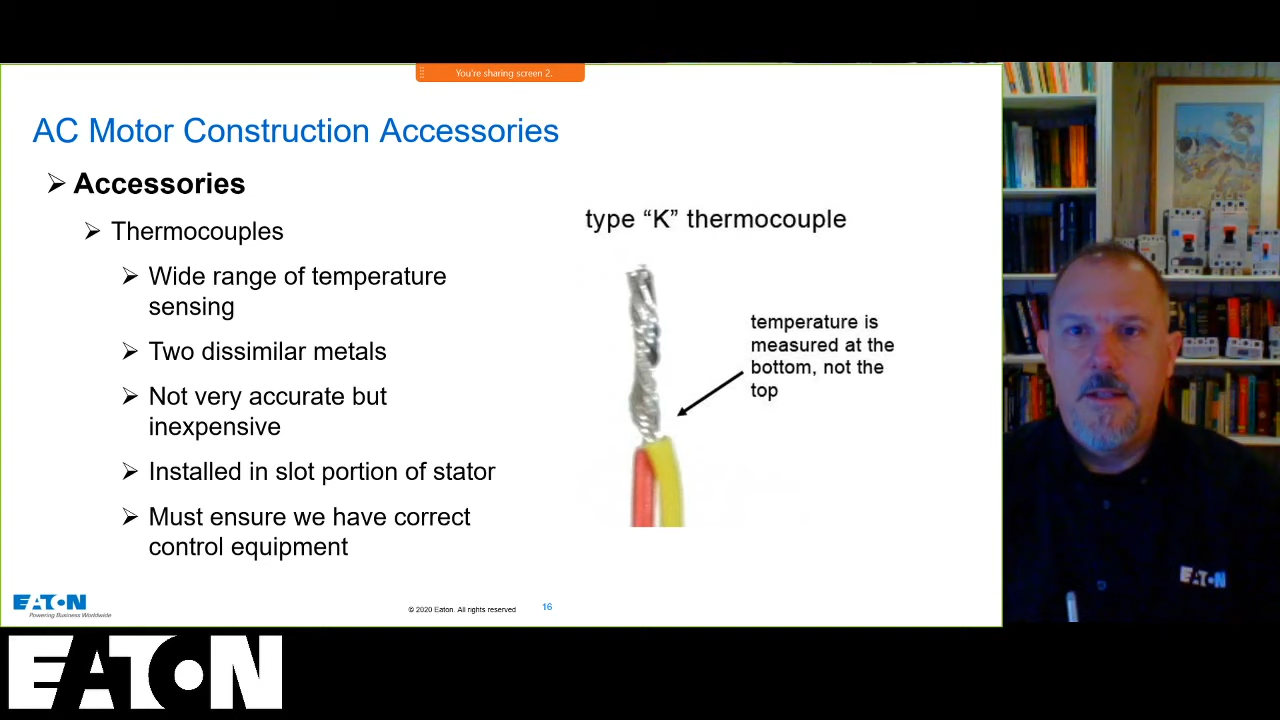 You're sharing screen 2.
AC Motor Construction Accessories
Accessories
Thermocouples
Wide range of temperature
sensing
Two dissimilar metals
Not very accurate but
inexpensive
Installed in slot portion of stator
Must ensure we have correct
control equipment
type “K” thermocouple
temperature is
measured at the
bottom, not the
top
EATON
Powering Business Worldwide
© 2020 Eaton. All rights reserved
16
EATON
EATON